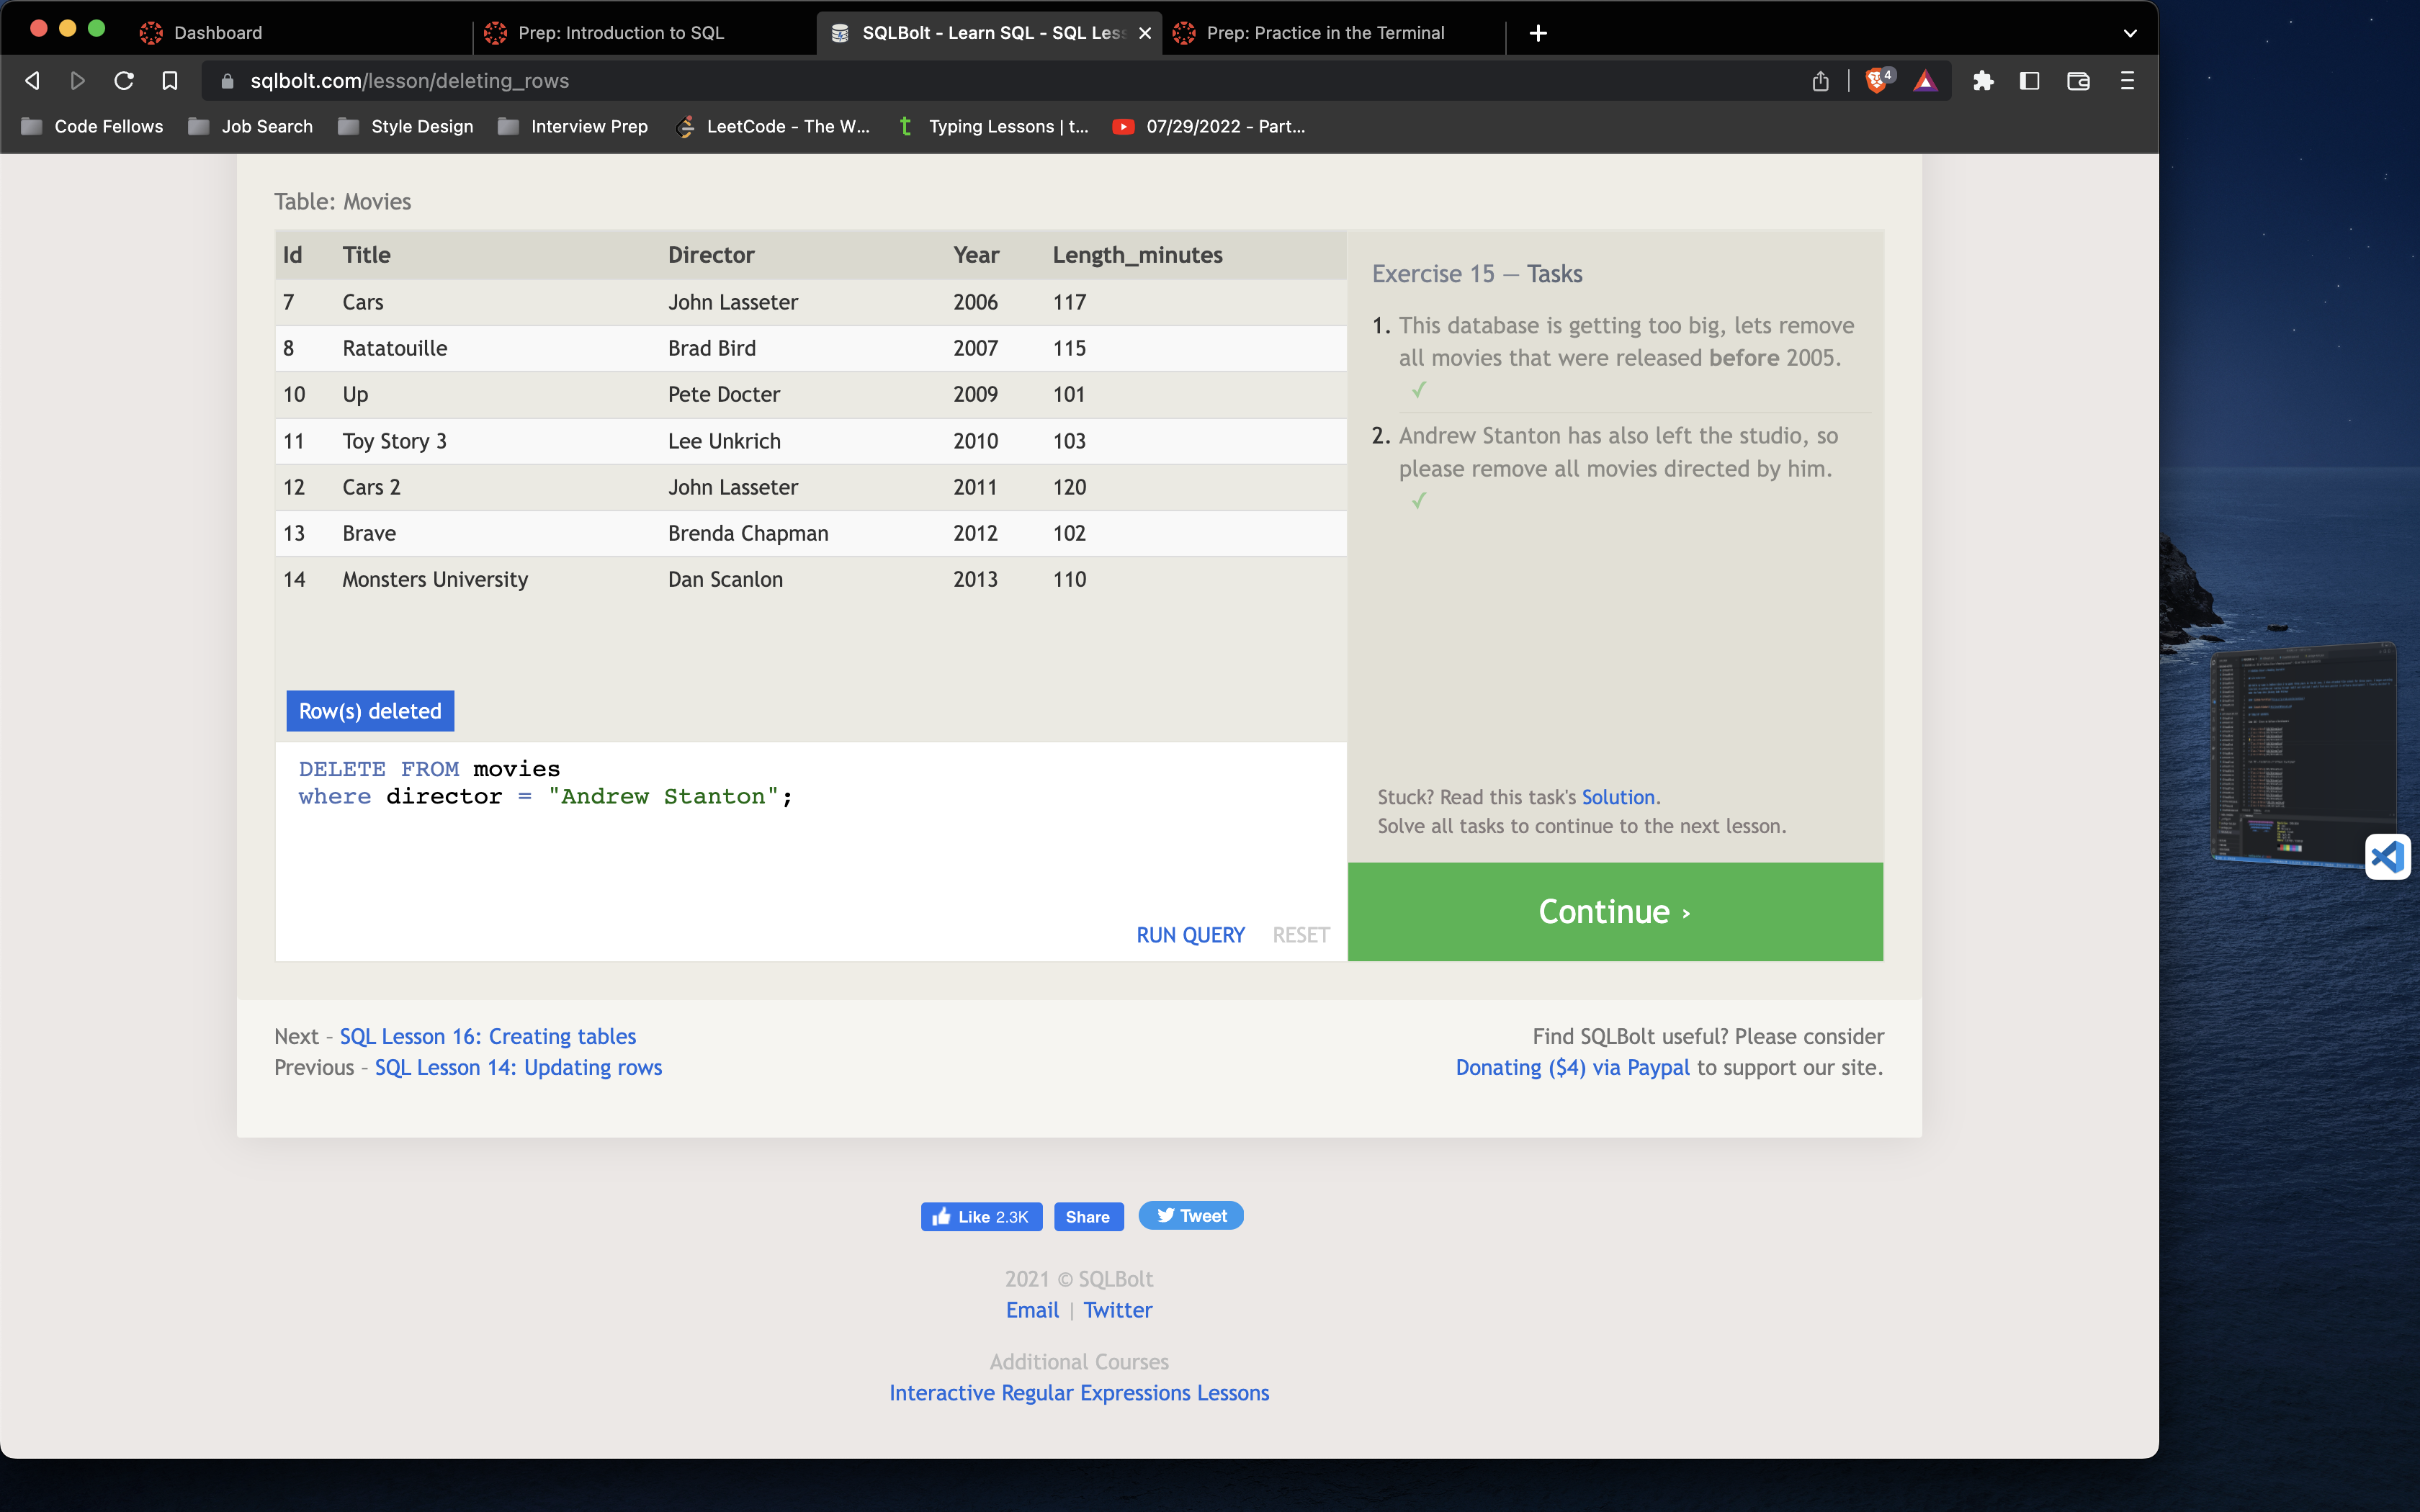 Dashboard
Prep: Introduction to SQL
SQLBolt - Learn SQL - SQL Les
Prep: Practice in the Terminal
sqlbolt.com/lesson/deleting_rows
4
Code Fellows
Job Search
Style Design
Interview Prep
LeetCode - The W...
Typing Lessons | t...
07/29/2022 - Part...
Table: Movies
Id Title Director Year Length_minutes
7 Cars John Lasseter 2006 117
8 Ratatouille Brad Bird 2007 115
10 Up Pete Docter 2009 101
11 Toy Story 3 Lee Unkrich 2010 103
12 Cars 2 John Lasseter 2011 120
13 Brave Brenda Chapman 2012 102
14 Monsters University Dan Scanlon 2013 110
Row(s) deleted
DELETE FROM movies
where director = "Andrew Stanton";
RUN QUERY RESET
Exercise 15 — Tasks
1. This database is getting too big, lets remove
all movies that were released before 2005.
✓
2. Andrew Stanton has also left the studio, so
please remove all movies directed by him.
✓
Stuck? Read this task's Solution.
Solve all tasks to continue to the next lesson.
Continue ›
Next – SQL Lesson 16: Creating tables
Previous – SQL Lesson 14: Updating rows
Find SQLBolt useful? Please consider
Donating ($4) via Paypal to support our site.
Like 2.3K
Share
Tweet
2021 © SQLBolt
Email | Twitter
Additional Courses
Interactive Regular Expressions Lessons